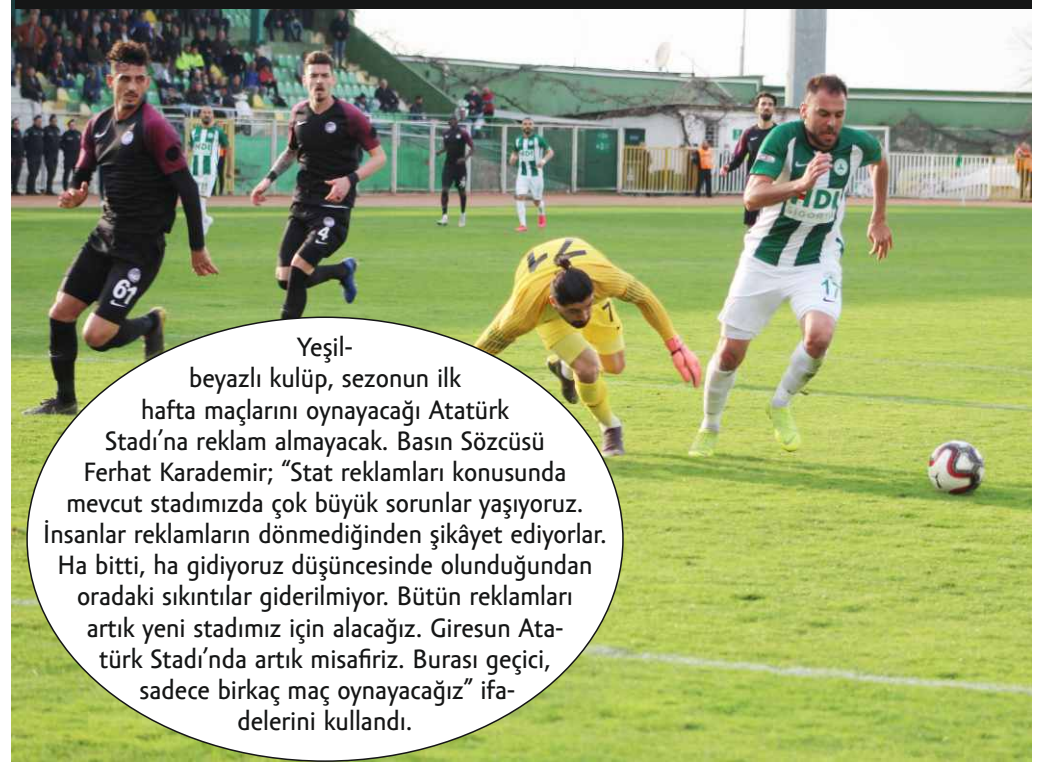 61
4
HDI
SIGORTA
17
7
Yeşil-
beyazlı kulüp, sezonun ilk
hafta maçlarını oynayacağı Atatürk
Stadı’na reklam almayacak. Basın Sözcüsü
Ferhat Karademir; “Stat reklamları konusunda
mevcut stadımızda çok büyük sorunlar yaşıyoruz.
İnsanlar reklamların dönmediğinden şikâyet ediyorlar.
Ha bitti, ha gidiyoruz düşüncesinde olunduğundan
oradaki sıkıntılar giderilmiyor. Bütün reklamları
artık yeni stadımız için alacağız. Giresun Ata-
türk Stadı’nda artık misafiriz. Burası geçici,
sadece birkaç maç oynayacağız” ifa-
delerini kullandı.